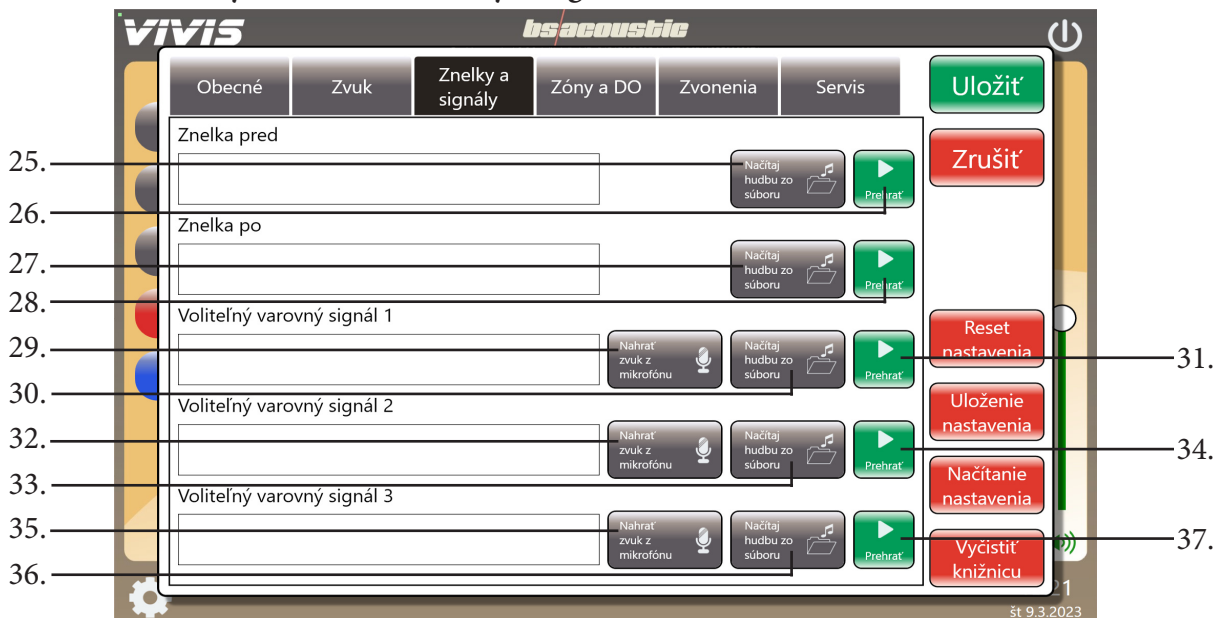 VIVIS
bsacoustic
Obecné
Zvuk
Znelky a
signály
Zóny a DO
Zvonenia
Servis
Uložiť
Zrušiť
Znelka pred
25.
Načítaj
hudbu zo
súboru
Prehrať
26.
Znelka po
27.
Načítaj
hudbu zo
súboru
Prehrať
28.
Voliteľný varovný signál 1
29.
Nahrať
zvuk z
mikrofónu
Načítaj
hudbu zo
súboru
Prehrať
Reset
nastavenia
31.
30.
Voliteľný varovný signál 2
Uloženie
nastavenia
32.
Nahrať
zvuk z
mikrofónu
Načítaj
hudbu zo
súboru
Prehrať
34.
33.
Načítanie
nastavenia
Voliteľný varovný signál 3
35.
Nahrať
zvuk z
mikrofónu
Načítaj
hudbu zo
súboru
Prehrať
37.
Vyčistiť
knižnicu
36.
št 9.3.2023